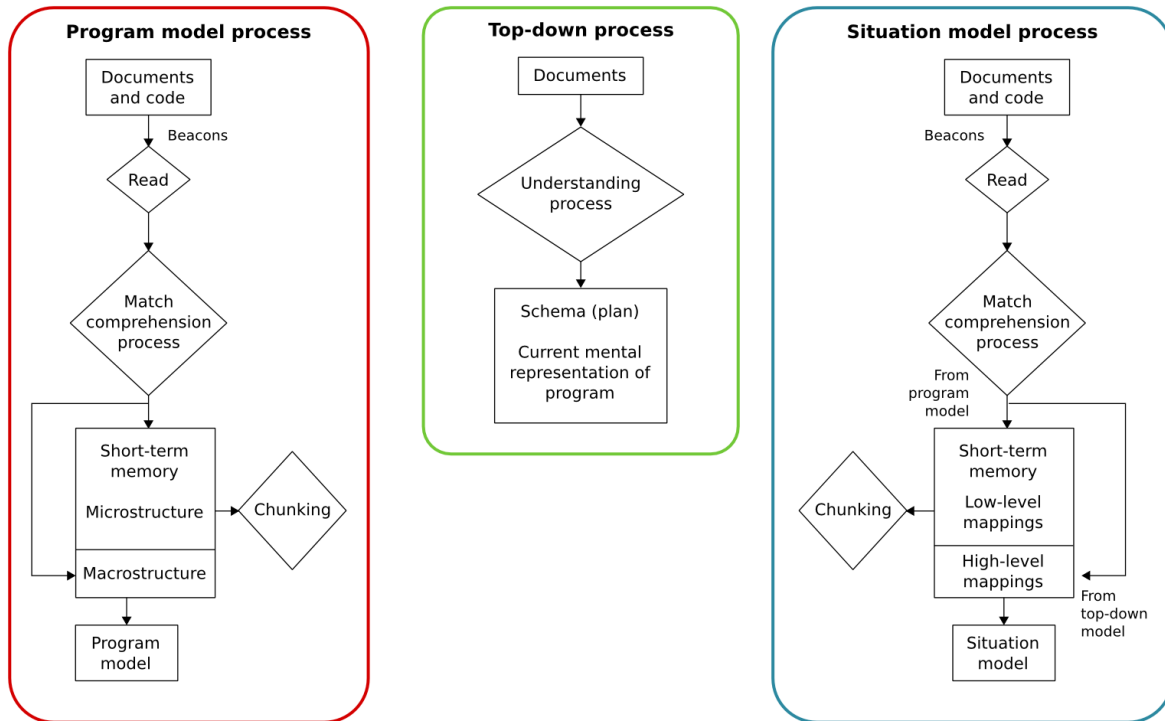 Program model process
Documents
and code
Beacons
Read
Match
comprehension
process
Short-term
memory
Microstructure
Chunking
Macrostructure
Program
model
Top-down process
Documents
Understanding
process
Schema (plan)
Current mental
representation of
program
Situation model process
Documents
and code
Beacons
Read
Match
comprehension
process
From
program
model
Short-term
memory
Low-level
mappings
Chunking
High-level
mappings
From
top-down
model
Situation
model